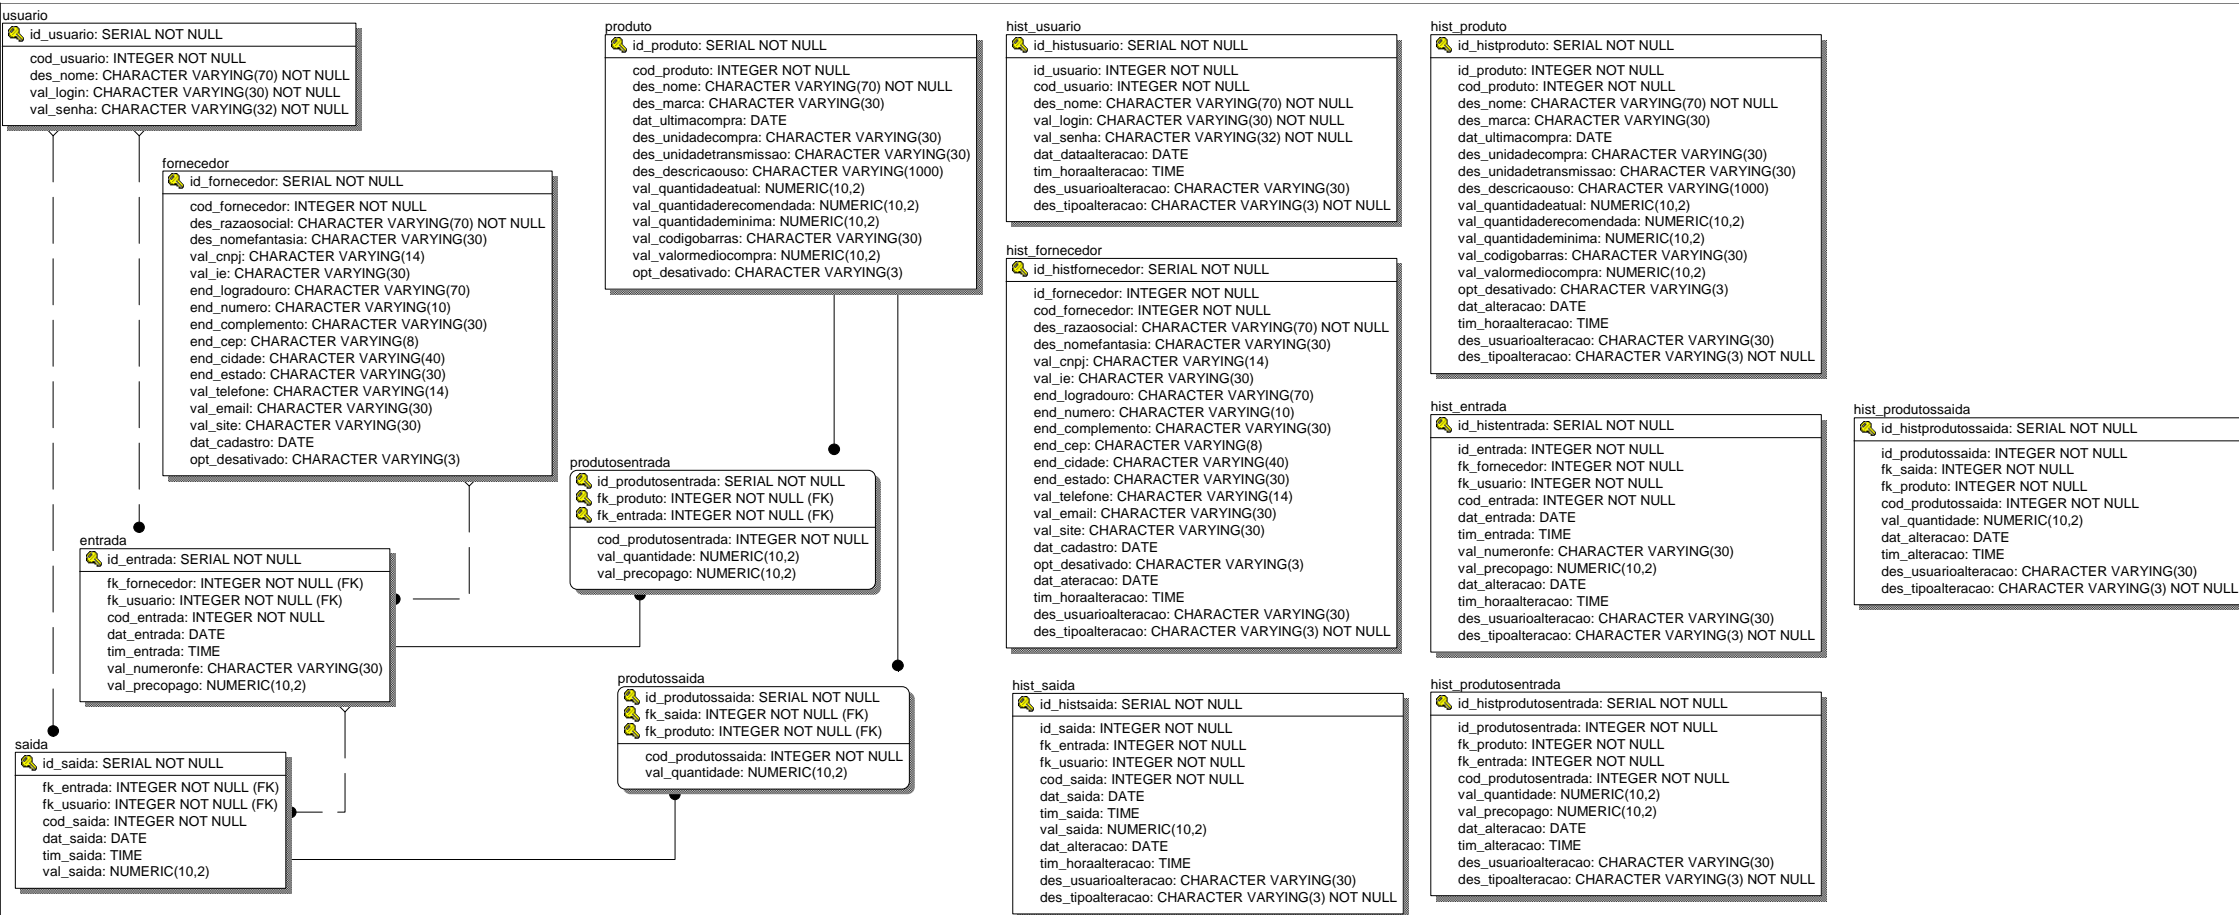 usuario
id_usuario: SERIAL NOT NULL
cod_usuario: INTEGER NOT NULL
des_nome: CHARACTER VARYING(70) NOT NULL
val_login: CHARACTER VARYING(30) NOT NULL
val_senha: CHARACTER VARYING(32) NOT NULL
fornecedor
id_fornecedor: SERIAL NOT NULL
cod_fornecedor: INTEGER NOT NULL
des_razaosocial: CHARACTER VARYING(70) NOT NULL
des_nomefantasia: CHARACTER VARYING(30)
val_cnpj: CHARACTER VARYING(14)
val_ie: CHARACTER VARYING(30)
end_logradouro: CHARACTER VARYING(70)
end_numero: CHARACTER VARYING(10)
end_complemento: CHARACTER VARYING(30)
end_cep: CHARACTER VARYING(8)
end_cidade: CHARACTER VARYING(40)
end_estado: CHARACTER VARYING(30)
val_telefone: CHARACTER VARYING(14)
val_email: CHARACTER VARYING(30)
val_site: CHARACTER VARYING(30)
dat_cadastro: DATE
opt_desativado: CHARACTER VARYING(3)
entrada
id_entrada: SERIAL NOT NULL
fk_fornecedor: INTEGER NOT NULL (FK)
fk_usuario: INTEGER NOT NULL (FK)
cod_entrada: INTEGER NOT NULL
dat_entrada: DATE
tim_entrada: TIME
val_numeronfe: CHARACTER VARYING(30)
val_precopago: NUMERIC(10,2)
saida
id_saida: SERIAL NOT NULL
fk_entrada: INTEGER NOT NULL (FK)
fk_usuario: INTEGER NOT NULL (FK)
cod_saida: INTEGER NOT NULL
dat_saida: DATE
tim_saida: TIME
val_saida: NUMERIC(10,2)
produto
id_produto: SERIAL NOT NULL
cod_produto: INTEGER NOT NULL
des_nome: CHARACTER VARYING(70) NOT NULL
des_marca: CHARACTER VARYING(30)
dat_ultimacompra: DATE
des_unidadecompra: CHARACTER VARYING(30)
des_unidadetransmissao: CHARACTER VARYING(30)
des_descricaouso: CHARACTER VARYING(1000)
val_quantidadeatual: NUMERIC(10,2)
val_quantidaderecomendada: NUMERIC(10,2)
val_quantidademinima: NUMERIC(10,2)
val_codigobarras: CHARACTER VARYING(30)
val_valormediocompra: NUMERIC(10,2)
opt_desativado: CHARACTER VARYING(3)
produtosentrada
id_produtosentrada: SERIAL NOT NULL
fk_produto: INTEGER NOT NULL (FK)
fk_entrada: INTEGER NOT NULL (FK)
cod_produtosentrada: INTEGER NOT NULL
val_quantidade: NUMERIC(10,2)
val_precopago: NUMERIC(10,2)
produtossaida
id_produtossaida: SERIAL NOT NULL
fk_saida: INTEGER NOT NULL (FK)
fk_produto: INTEGER NOT NULL (FK)
cod_produtossaida: INTEGER NOT NULL
val_quantidade: NUMERIC(10,2)
hist_usuario
id_histusuario: SERIAL NOT NULL
id_usuario: INTEGER NOT NULL
cod_usuario: INTEGER NOT NULL
des_nome: CHARACTER VARYING(70) NOT NULL
val_login: CHARACTER VARYING(30) NOT NULL
val_senha: CHARACTER VARYING(32) NOT NULL
dat_dataalteracao: DATE
tim_horaalteracao: TIME
des_usuarioalteracao: CHARACTER VARYING(30)
des_tipoalteracao: CHARACTER VARYING(3) NOT NULL
hist_fornecedor
id_histfornecedor: SERIAL NOT NULL
id_fornecedor: INTEGER NOT NULL
cod_fornecedor: INTEGER NOT NULL
des_razaosocial: CHARACTER VARYING(70) NOT NULL
des_nomefantasia: CHARACTER VARYING(30)
val_cnpj: CHARACTER VARYING(14)
val_ie: CHARACTER VARYING(30)
end_logradouro: CHARACTER VARYING(70)
end_numero: CHARACTER VARYING(10)
end_complemento: CHARACTER VARYING(30)
end_cep: CHARACTER VARYING(8)
end_cidade: CHARACTER VARYING(40)
end_estado: CHARACTER VARYING(30)
val_telefone: CHARACTER VARYING(14)
val_email: CHARACTER VARYING(30)
val_site: CHARACTER VARYING(30)
dat_cadastro: DATE
opt_desativado: CHARACTER VARYING(3)
dat_ateracao: DATE
tim_horaalteracao: TIME
des_usuarioalteracao: CHARACTER VARYING(30)
des_tipoalteracao: CHARACTER VARYING(3) NOT NULL
hist_saida
id_histsaida: SERIAL NOT NULL
id_saida: INTEGER NOT NULL
fk_entrada: INTEGER NOT NULL
fk_usuario: INTEGER NOT NULL
cod_saida: INTEGER NOT NULL
dat_saida: DATE
tim_saida: TIME
val_saida: NUMERIC(10,2)
dat_alteracao: DATE
tim_horaalteracao: TIME
des_usuarioalteracao: CHARACTER VARYING(30)
des_tipoalteracao: CHARACTER VARYING(3) NOT NULL
hist_produto
id_histproduto: SERIAL NOT NULL
id_produto: INTEGER NOT NULL
cod_produto: INTEGER NOT NULL
des_nome: CHARACTER VARYING(70) NOT NULL
des_marca: CHARACTER VARYING(30)
dat_ultimacompra: DATE
des_unidadecompra: CHARACTER VARYING(30)
des_unidadetransmissao: CHARACTER VARYING(30)
des_descricaouso: CHARACTER VARYING(1000)
val_quantidadeatual: NUMERIC(10,2)
val_quantidaderecomendada: NUMERIC(10,2)
val_quantidademinima: NUMERIC(10,2)
val_codigobarras: CHARACTER VARYING(30)
val_valormediocompra: NUMERIC(10,2)
opt_desativado: CHARACTER VARYING(3)
dat_alteracao: DATE
tim_horaalteracao: TIME
des_usuarioalteracao: CHARACTER VARYING(30)
des_tipoalteracao: CHARACTER VARYING(3) NOT NULL
hist_entrada
id_histentrada: SERIAL NOT NULL
id_entrada: INTEGER NOT NULL
fk_fornecedor: INTEGER NOT NULL
fk_usuario: INTEGER NOT NULL
cod_entrada: INTEGER NOT NULL
dat_entrada: DATE
tim_entrada: TIME
val_numeronfe: CHARACTER VARYING(30)
val_precopago: NUMERIC(10,2)
dat_alteracao: DATE
tim_horaalteracao: TIME
des_usuarioalteracao: CHARACTER VARYING(30)
des_tipoalteracao: CHARACTER VARYING(3) NOT NULL
hist_produtosentrada
id_histprodutosentrada: SERIAL NOT NULL
id_produtosentrada: INTEGER NOT NULL
fk_produto: INTEGER NOT NULL
fk_entrada: INTEGER NOT NULL
cod_produtosentrada: INTEGER NOT NULL
val_quantidade: NUMERIC(10,2)
val_precopago: NUMERIC(10,2)
dat_alteracao: DATE
tim_alteracao: TIME
des_usuarioalteracao: CHARACTER VARYING(30)
des_tipoalteracao: CHARACTER VARYING(3) NOT NULL
hist_produtossaida
id_histprodutossaida: SERIAL NOT NULL
id_produtossaida: INTEGER NOT NULL
fk_saida: INTEGER NOT NULL
fk_produto: INTEGER NOT NULL
cod_produtossaida: INTEGER NOT NULL
val_quantidade: NUMERIC(10,2)
dat_alteracao: DATE
tim_alteracao: TIME
des_usuarioalteracao: CHARACTER VARYING(30)
des_tipoalteracao: CHARACTER VARYING(3) NOT NULL